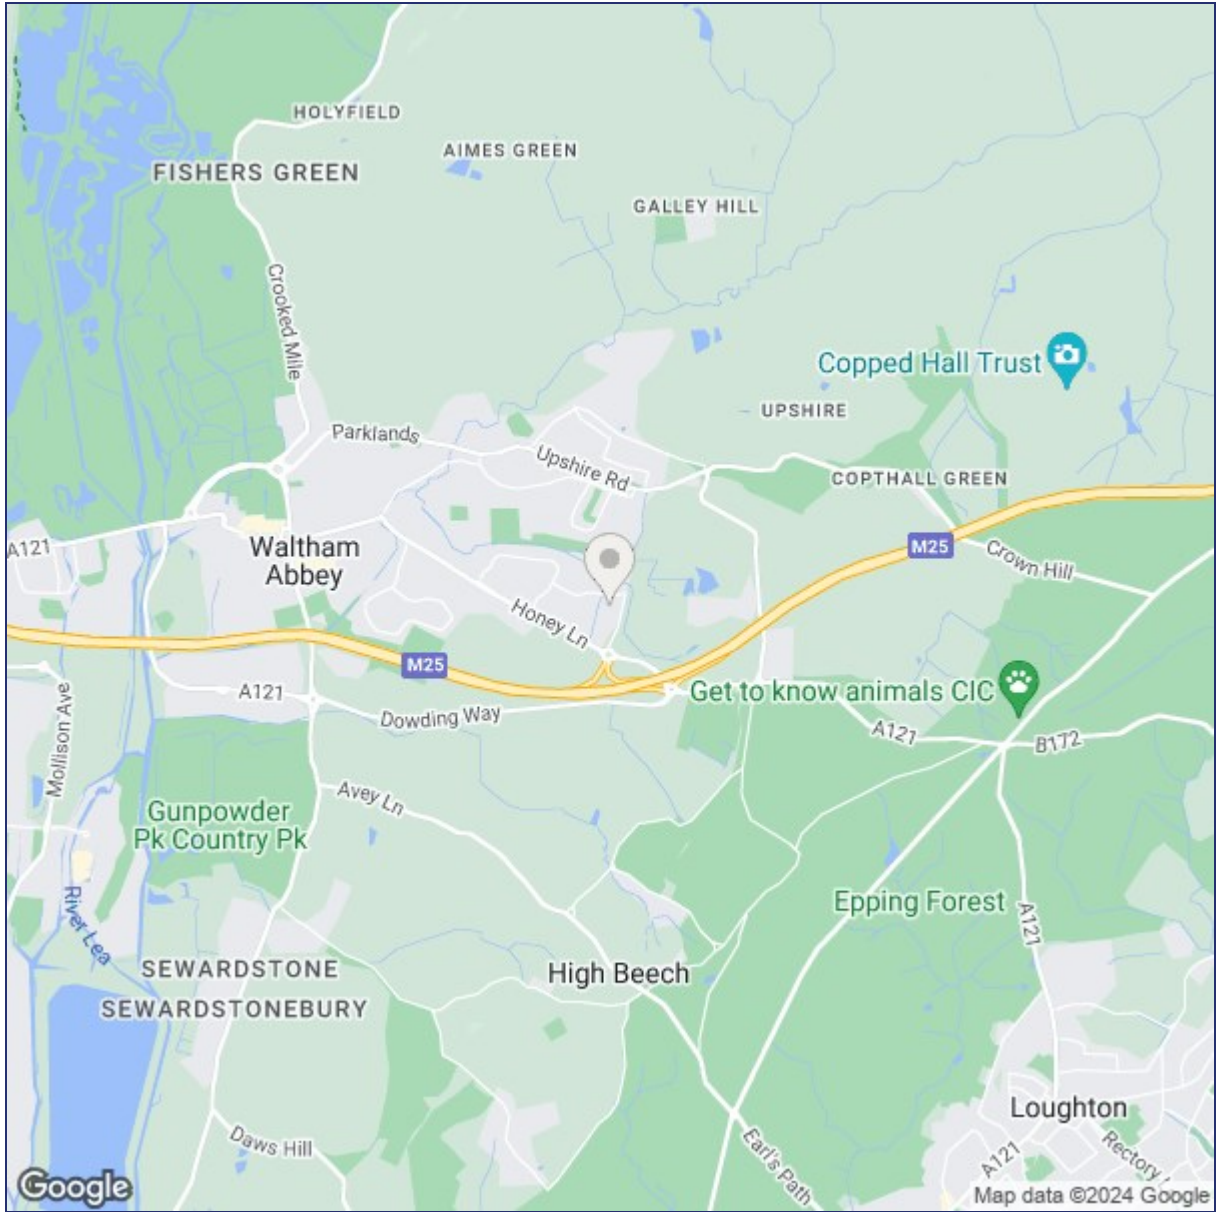 HOLYFIELD
AIMES GREEN
FISHERS GREEN
GALLEY HILL
Crooked Mile
Copped Hall Trust
UPSHIRE
Parklands
Upshire Rd
COPTHALL GREEN
A121
Waltham
Abbey
M25
Crown Hill
Honey Ln
M25
A121
Get to know animals CIC
Mollison Ave
Dowding Way
A121
B172
Avey Ln
Gunpowder
Pk Country Pk
River Lea
Epping Forest
A121
SEWARDSTONE
High Beech
SEWARDSTONEBURY
Loughton
Daws Hill
Earl's Path
A121
Rectory
Google
Map data ©2024 Google